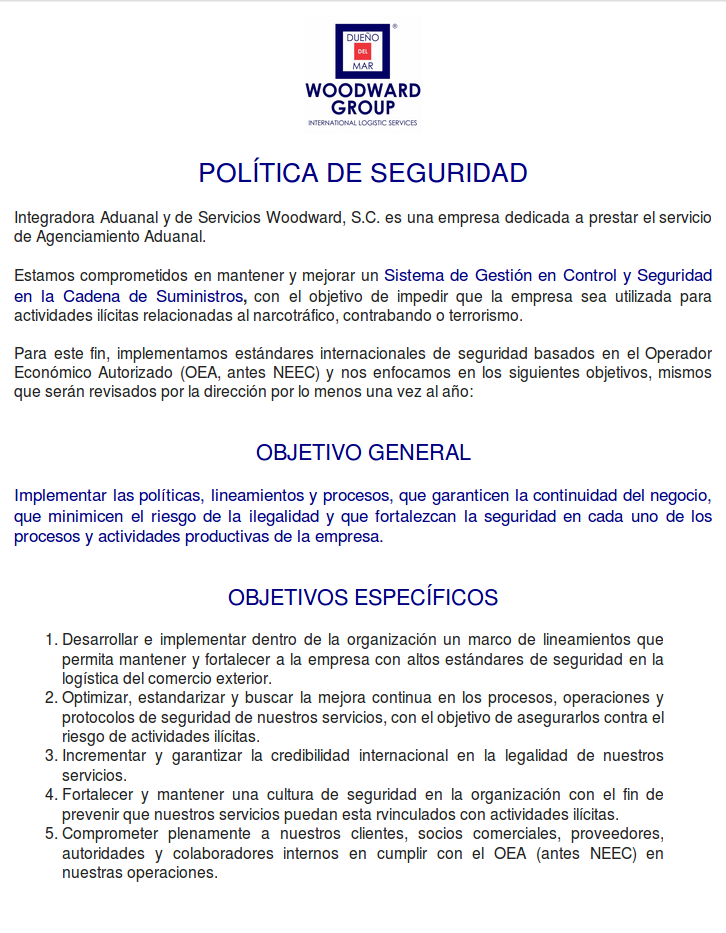 ®
DUEÑO
DEL
MAR
WOODWARD
GROUP
INTERNATIONAL LOGISTIC SERVICES
POLÍTICA DE SEGURIDAD
Integradora Aduanal y de Servicios Woodward, S.C. es una empresa dedicada a prestar el servicio
de Agenciamiento Aduanal.
Estamos comprometidos en mantener y mejorar un Sistema de Gestión en Control y Seguridad
en la Cadena de Suministros, con el objetivo de impedir que la empresa sea utilizada para
actividades ilícitas relacionadas al narcotráfico, contrabando o terrorismo.
Para este fin, implementamos estándares internacionales de seguridad basados en el Operador
Económico Autorizado (OEA, antes NEEC) y nos enfocamos en los siguientes objetivos, mismos
que serán revisados por la dirección por lo menos una vez al año:
OBJETIVO GENERAL
Implementar las políticas, lineamientos y procesos, que garanticen la continuidad del negocio,
que minimicen el riesgo de la ilegalidad y que fortalezcan la seguridad en cada uno de los
procesos y actividades productivas de la empresa.
OBJETIVOS ESPECÍFICOS
1. Desarrollar e implementar dentro de la organización un marco de lineamientos que
permita mantener y fortalecer a la empresa con altos estándares de seguridad en la
logística del comercio exterior.
2. Optimizar, estandarizar y buscar la mejora continua en los procesos, operaciones y
protocolos de seguridad de nuestros servicios, con el objetivo de asegurarlos contra el
riesgo de actividades ilícitas.
3. Incrementar y garantizar la credibilidad internacional en la legalidad de nuestros
servicios.
4. Fortalecer y mantener una cultura de seguridad en la organización con el fin de
prevenir que nuestros servicios puedan esta rvinculados con actividades ilícitas.
5. Comprometer plenamente a nuestros clientes, socios comerciales, proveedores,
autoridades y colaboradores internos en cumplir con el OEA (antes NEEC) en
nuestras operaciones.